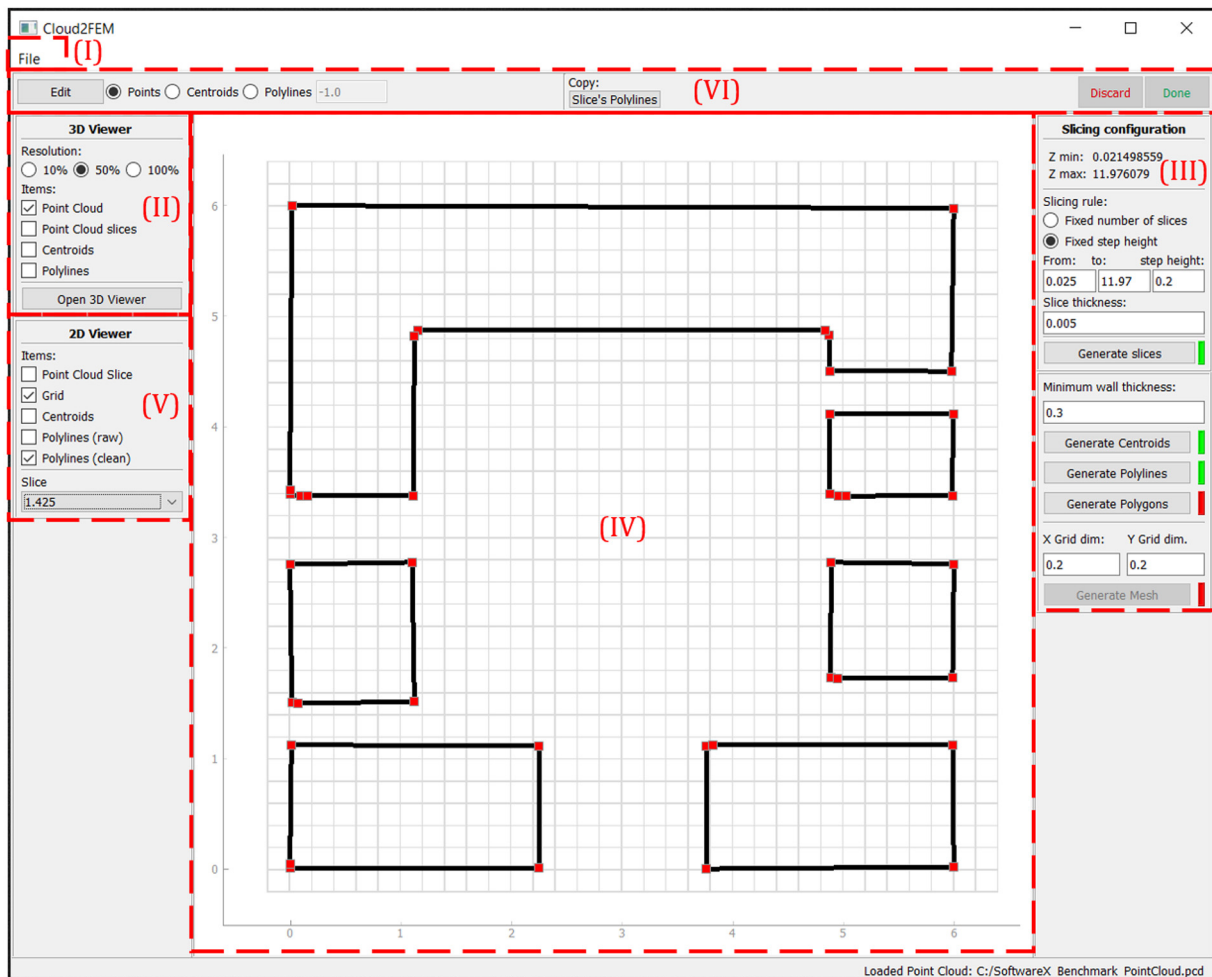 Cloud2FEM
File
(I)
Edit Points Centroids Polylines -1.0
Copy:
Slice's Polylines
(VI)
Discard Done
3D Viewer
Resolution:
10% 50% 100%
Items:
Point Cloud
Point Cloud slices
Centroids
Polylines
Open 3D Viewer
(II)
2D Viewer
Items:
Point Cloud Slice
Grid
Centroids
Polylines (raw)
Polylines (clean)
Slice
1.425
(V)
6
5
4
3
2
1
0
0 1 2 3 4 5 6
(IV)
Slicing configuration
Z min: 0.021498559
Z max: 11.976079
(III)
Slicing rule:
Fixed number of slices
Fixed step height
From: to: step height:
0.025 11.97 0.2
Slice thickness:
0.005
Generate slices
Minimum wall thickness:
0.3
Generate Centroids
Generate Polylines
Generate Polygons
X Grid dim: Y Grid dim.
0.2 0.2
Generate Mesh
Loaded Point Cloud: C:/SoftwareX_Benchmark_PointCloud.pcd